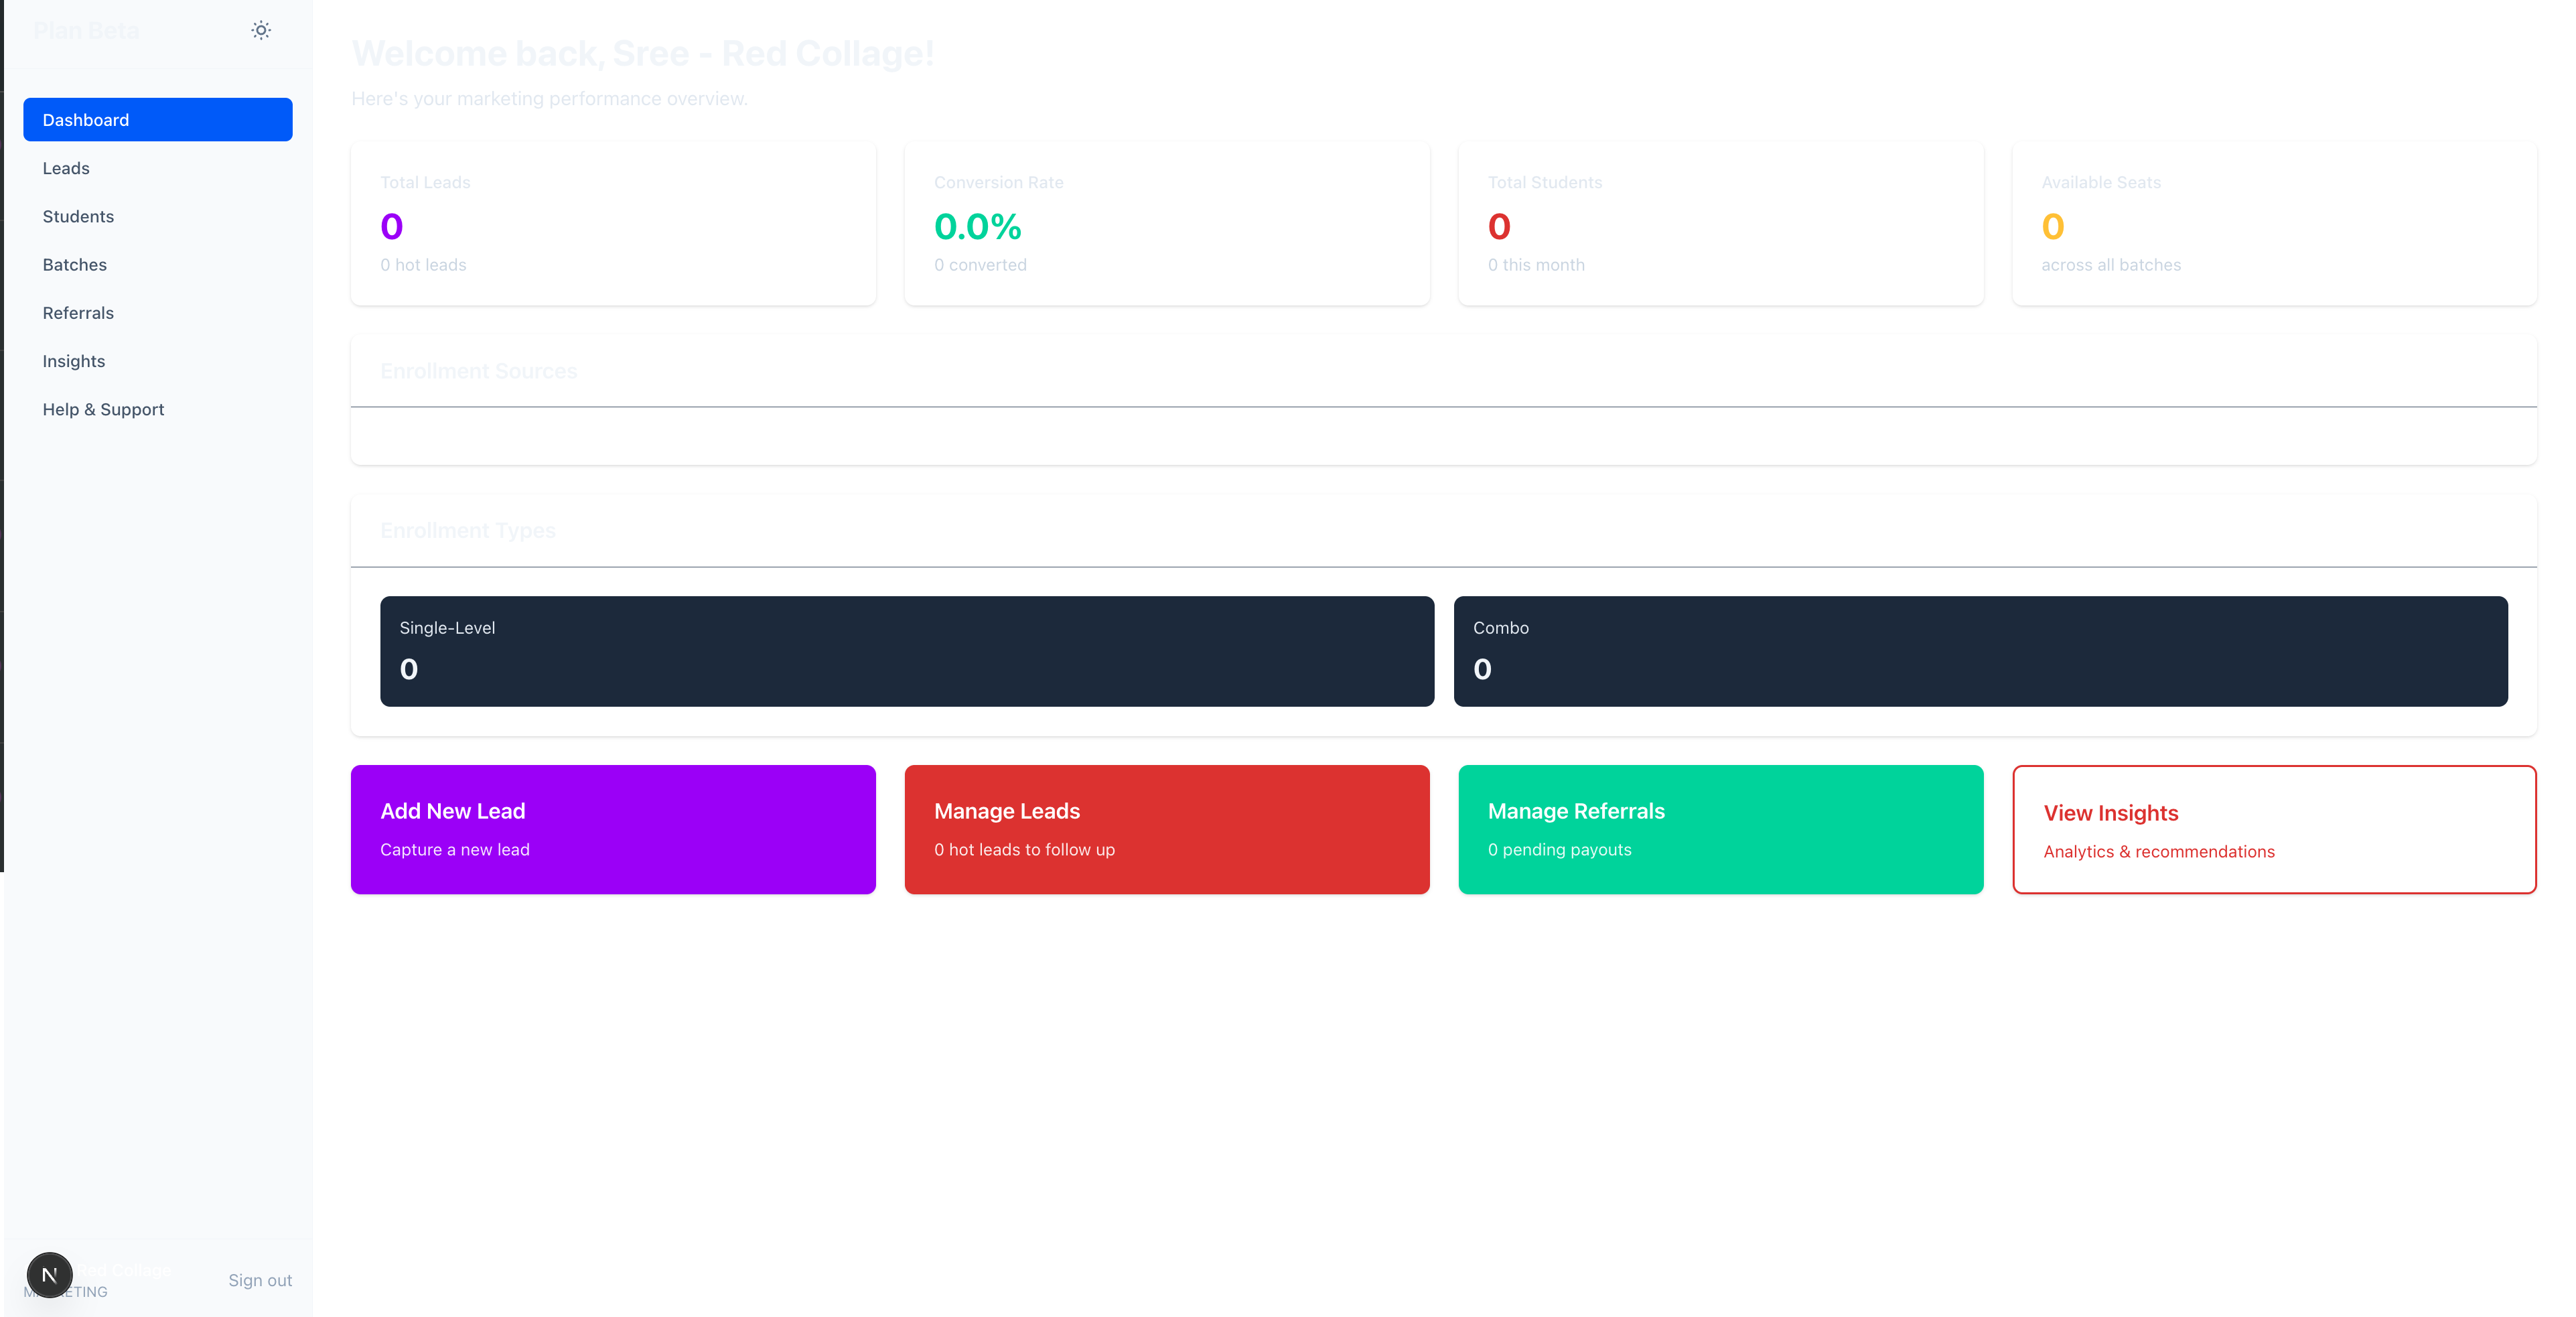 Plan Beta
Dashboard
Leads
Students
Batches
Referrals
Insights
Help & Support
N
ETING
Sign out
Welcome back, Sree - Red Collage!
Here's your marketing performance overview.
Total Leads
0
0 hot leads
Conversion Rate
0.0%
0 converted
Total Students
0
0 this month
Available Seats
0
across all batches
Enrollment Sources
Enrollment Types
Single-Level
0
Combo
0
Add New Lead
Capture a new lead
Manage Leads
0 hot leads to follow up
Manage Referrals
0 pending payouts
View Insights
Analytics & recommendations